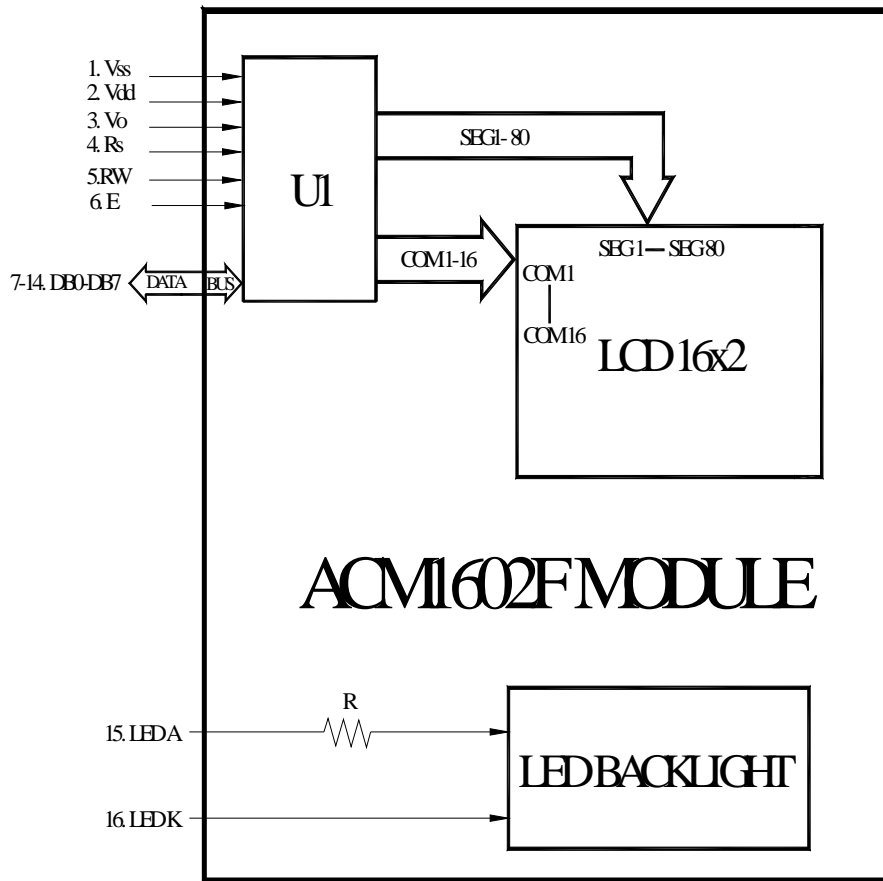 1. Vss
2. Vdd
3. Vo
4. Rs
5.RW
6. E
7-14. DB0-DB7
DATA BUS
U1
SEG1-80
COM1-16
SEG1—SEG80
COM1
COM16
LCD 16x2
ACM1602F MODULE
R
15. LEDA
16. LEDK
LED BACKLIGHT